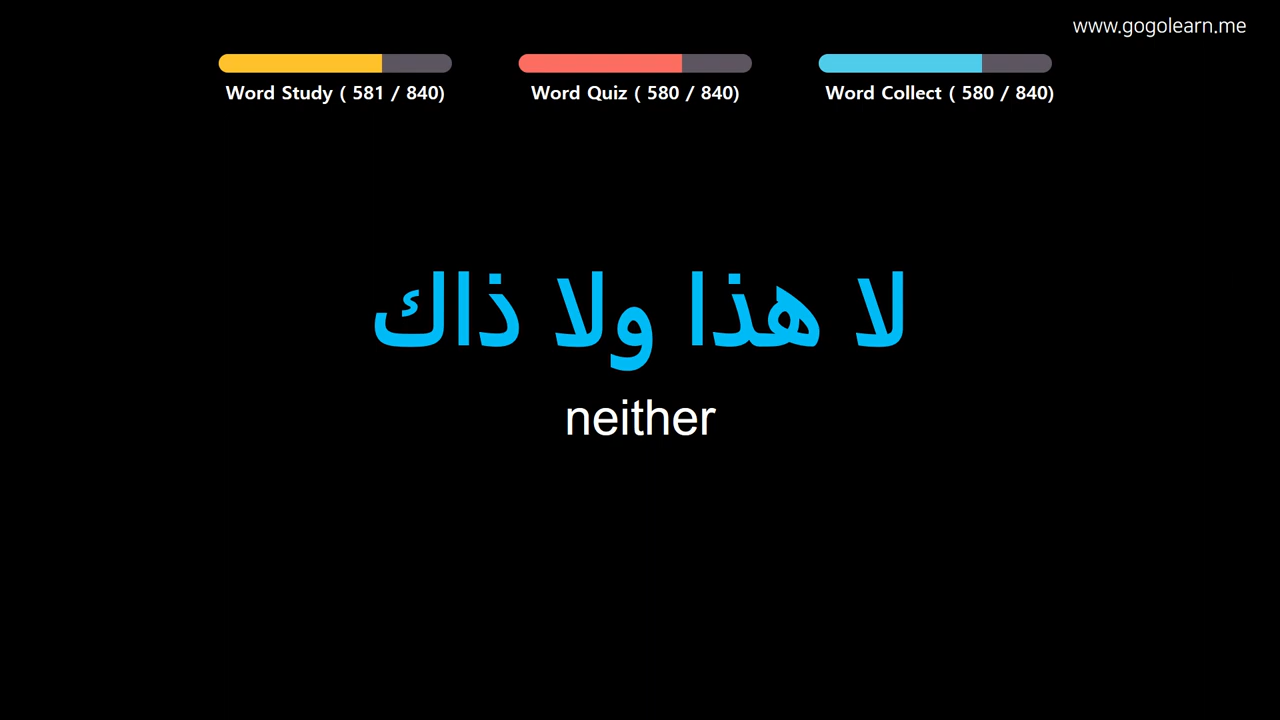 www.gogolearn.me
Word Study ( 581 / 840)
Word Quiz ( 580 / 840)
Word Collect ( 580 / 840)
لا هذا ولا ذاك
neither